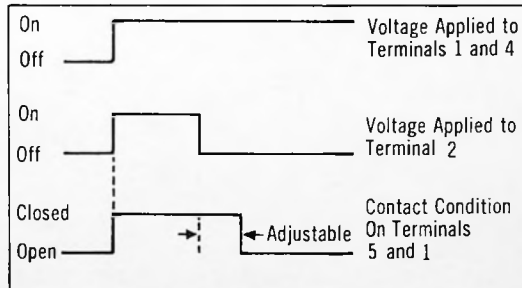 On
Off
Voltage Applied to
Terminals 1 and 4
On
Off
Voltage Applied to
Terminal 2
Closed
Open
Adjustable
Contact Condition
On Terminals
5 and 1